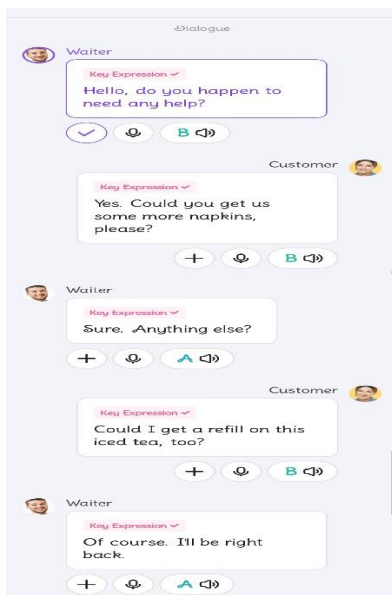 Dialogue
Waiter
Key Expression ✓
Hello, do you happen to
need any help?
B
Customer
Key Expression ✓
Yes. Could you get us
some more napkins,
please?
B
Waiter
Key Expression ✓
Sure. Anything else?
A
Customer
Key Expression ✓
Could I get a refill on this
iced tea, too?
B
Waiter
Key Expression ✓
Of course. I'll be right
back.
A